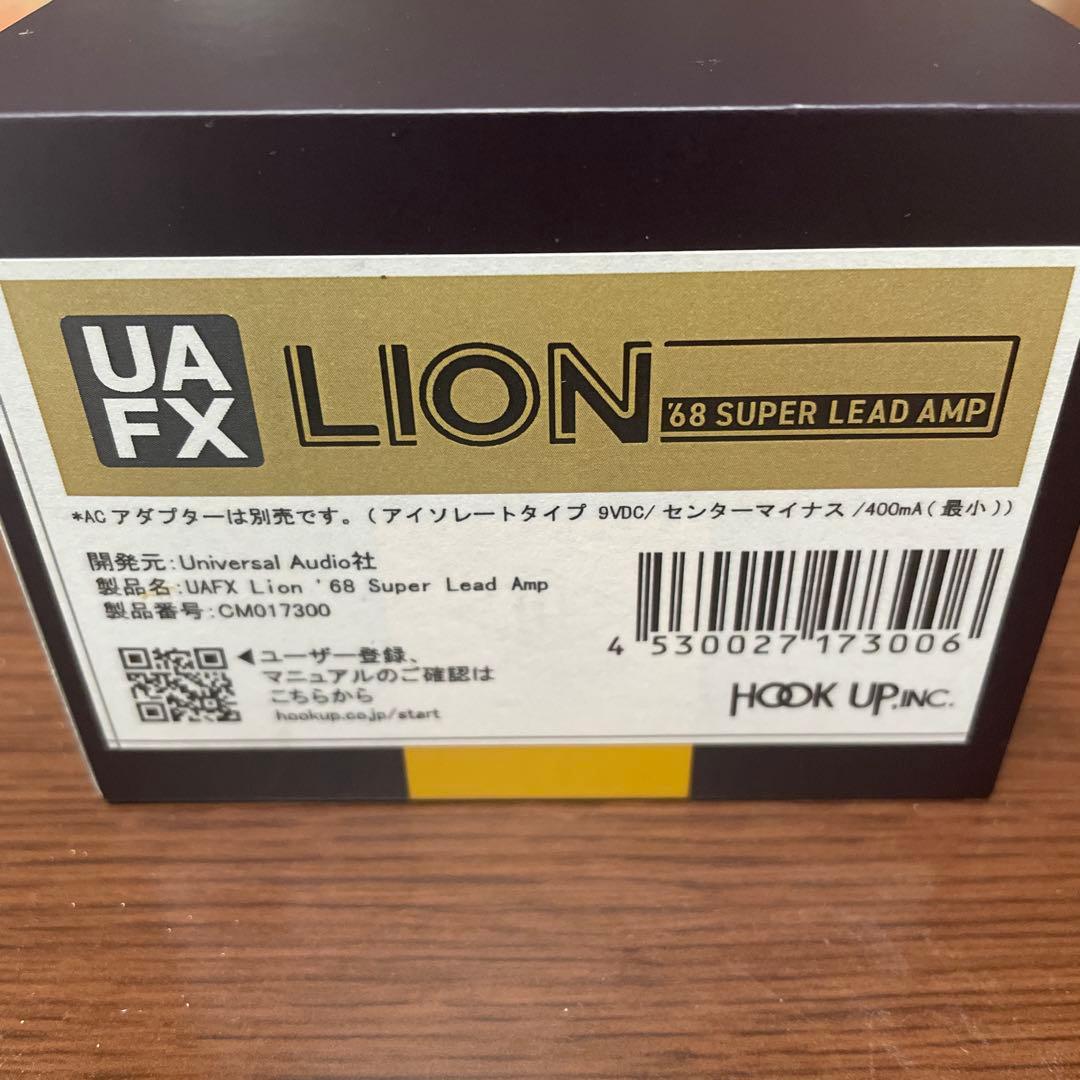 UA
FX
LION
'68 SUPER LEAD AMP
*ACアダプターは別売です。(アイソレートタイプ 9VDC/センターマイナス/400mA(最小))
開発元:Universal Audio社
製品名:UAFX Lion '68 Super Lead Amp
製品番号:CM017300
4 530027 173006
◀ユーザー登録、
マニュアルのご確認は
こちらから
hookup.co.jp/start
HOOK UP,INC.